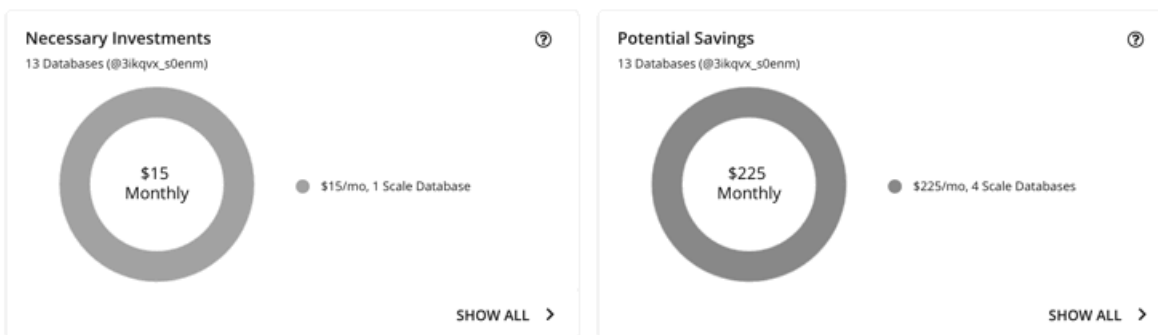 Necessary Investments
13 Databases (@3ikqvx_s0enm)
$15
Monthly
$15/mo, 1 Scale Database
SHOW ALL
Potential Savings
13 Databases (@3ikqvx_s0enm)
$225
Monthly
$225/mo, 4 Scale Databases
SHOW ALL